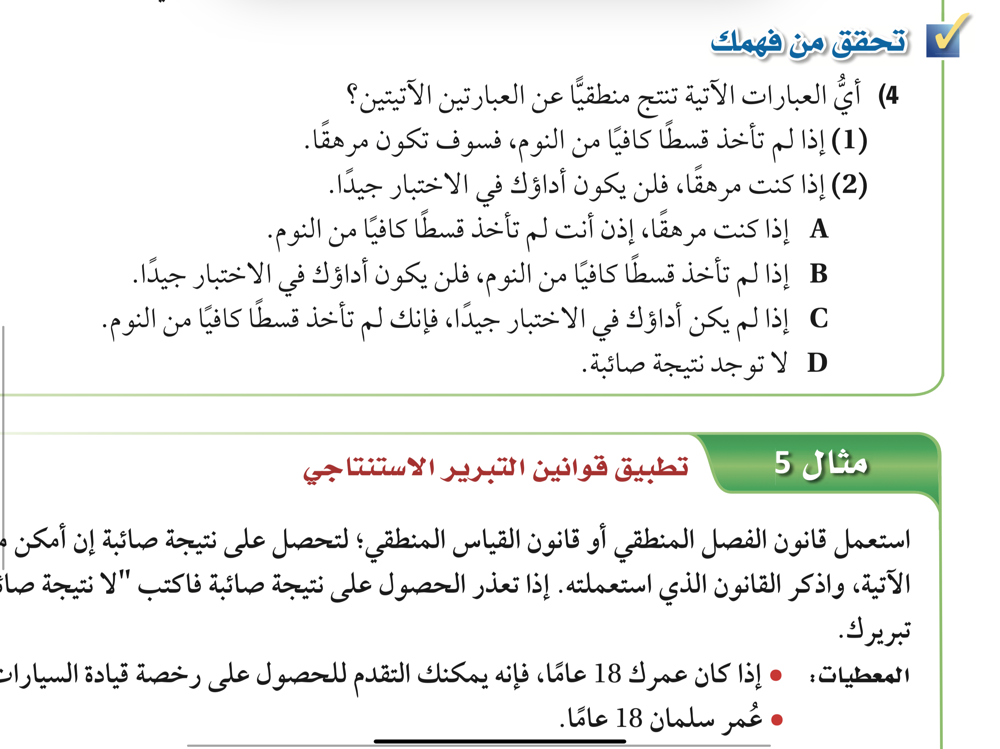 تحقق من فهمك
4) أيُّ العبارات الآتية تنتج منطقيًّا عن العبارتين الآتيتين؟
(1) إذا لم تأخذ قسطًا كافيًا من النوم، فسوف تكون مرهقًا.
(2) إذا كنت مرهقًا، فلن يكون أداؤك في الاختبار جيدًا.
A إذا كنت مرهقًا، إذن أنت لم تأخذ قسطًا كافيًا من النوم.
B إذا لم تأخذ قسطًا كافيًا من النوم، فلن يكون أداؤك في الاختبار جيدًا.
C إذا لم يكن أداؤك في الاختبار جيدًا، فإنك لم تأخذ قسطًا كافيًا من النوم.
D لا توجد نتيجة صائبة.
مثال 5 تطبيق قوانين التبرير الاستنتاجي
استعمل قانون الفصل المنطقي أو قانون القياس المنطقي؛ لتحصل على نتيجة صائبة إن أمكن
الآتية، واذكر القانون الذي استعملته. إذا تعذر الحصول على نتيجة صائبة فاكتب "لا نتيجة
تبريرك.
المعطيات: • إذا كان عمرك 18 عامًا، فإنه يمكنك التقدم للحصول على رخصة قيادة السيارات
• عُمر سلمان 18 عامًا.